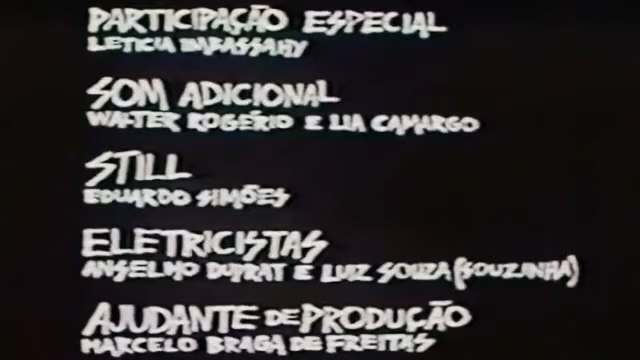 PARTICIPAÇÃO ESPECIAL
LETICIA IMBASSAHY
SOM ADICIONAL
WALTER ROGÉRIO E LIA CAMARGO
STILL
EDUARDO SIMÕES
ELETRICISTAS
ANSELMO DUPRAT E LUIZ SOUZA (SOUZINHA)
AJUDANTE DE PRODUÇÃO
MARCELO BRAGA DE FREITAS